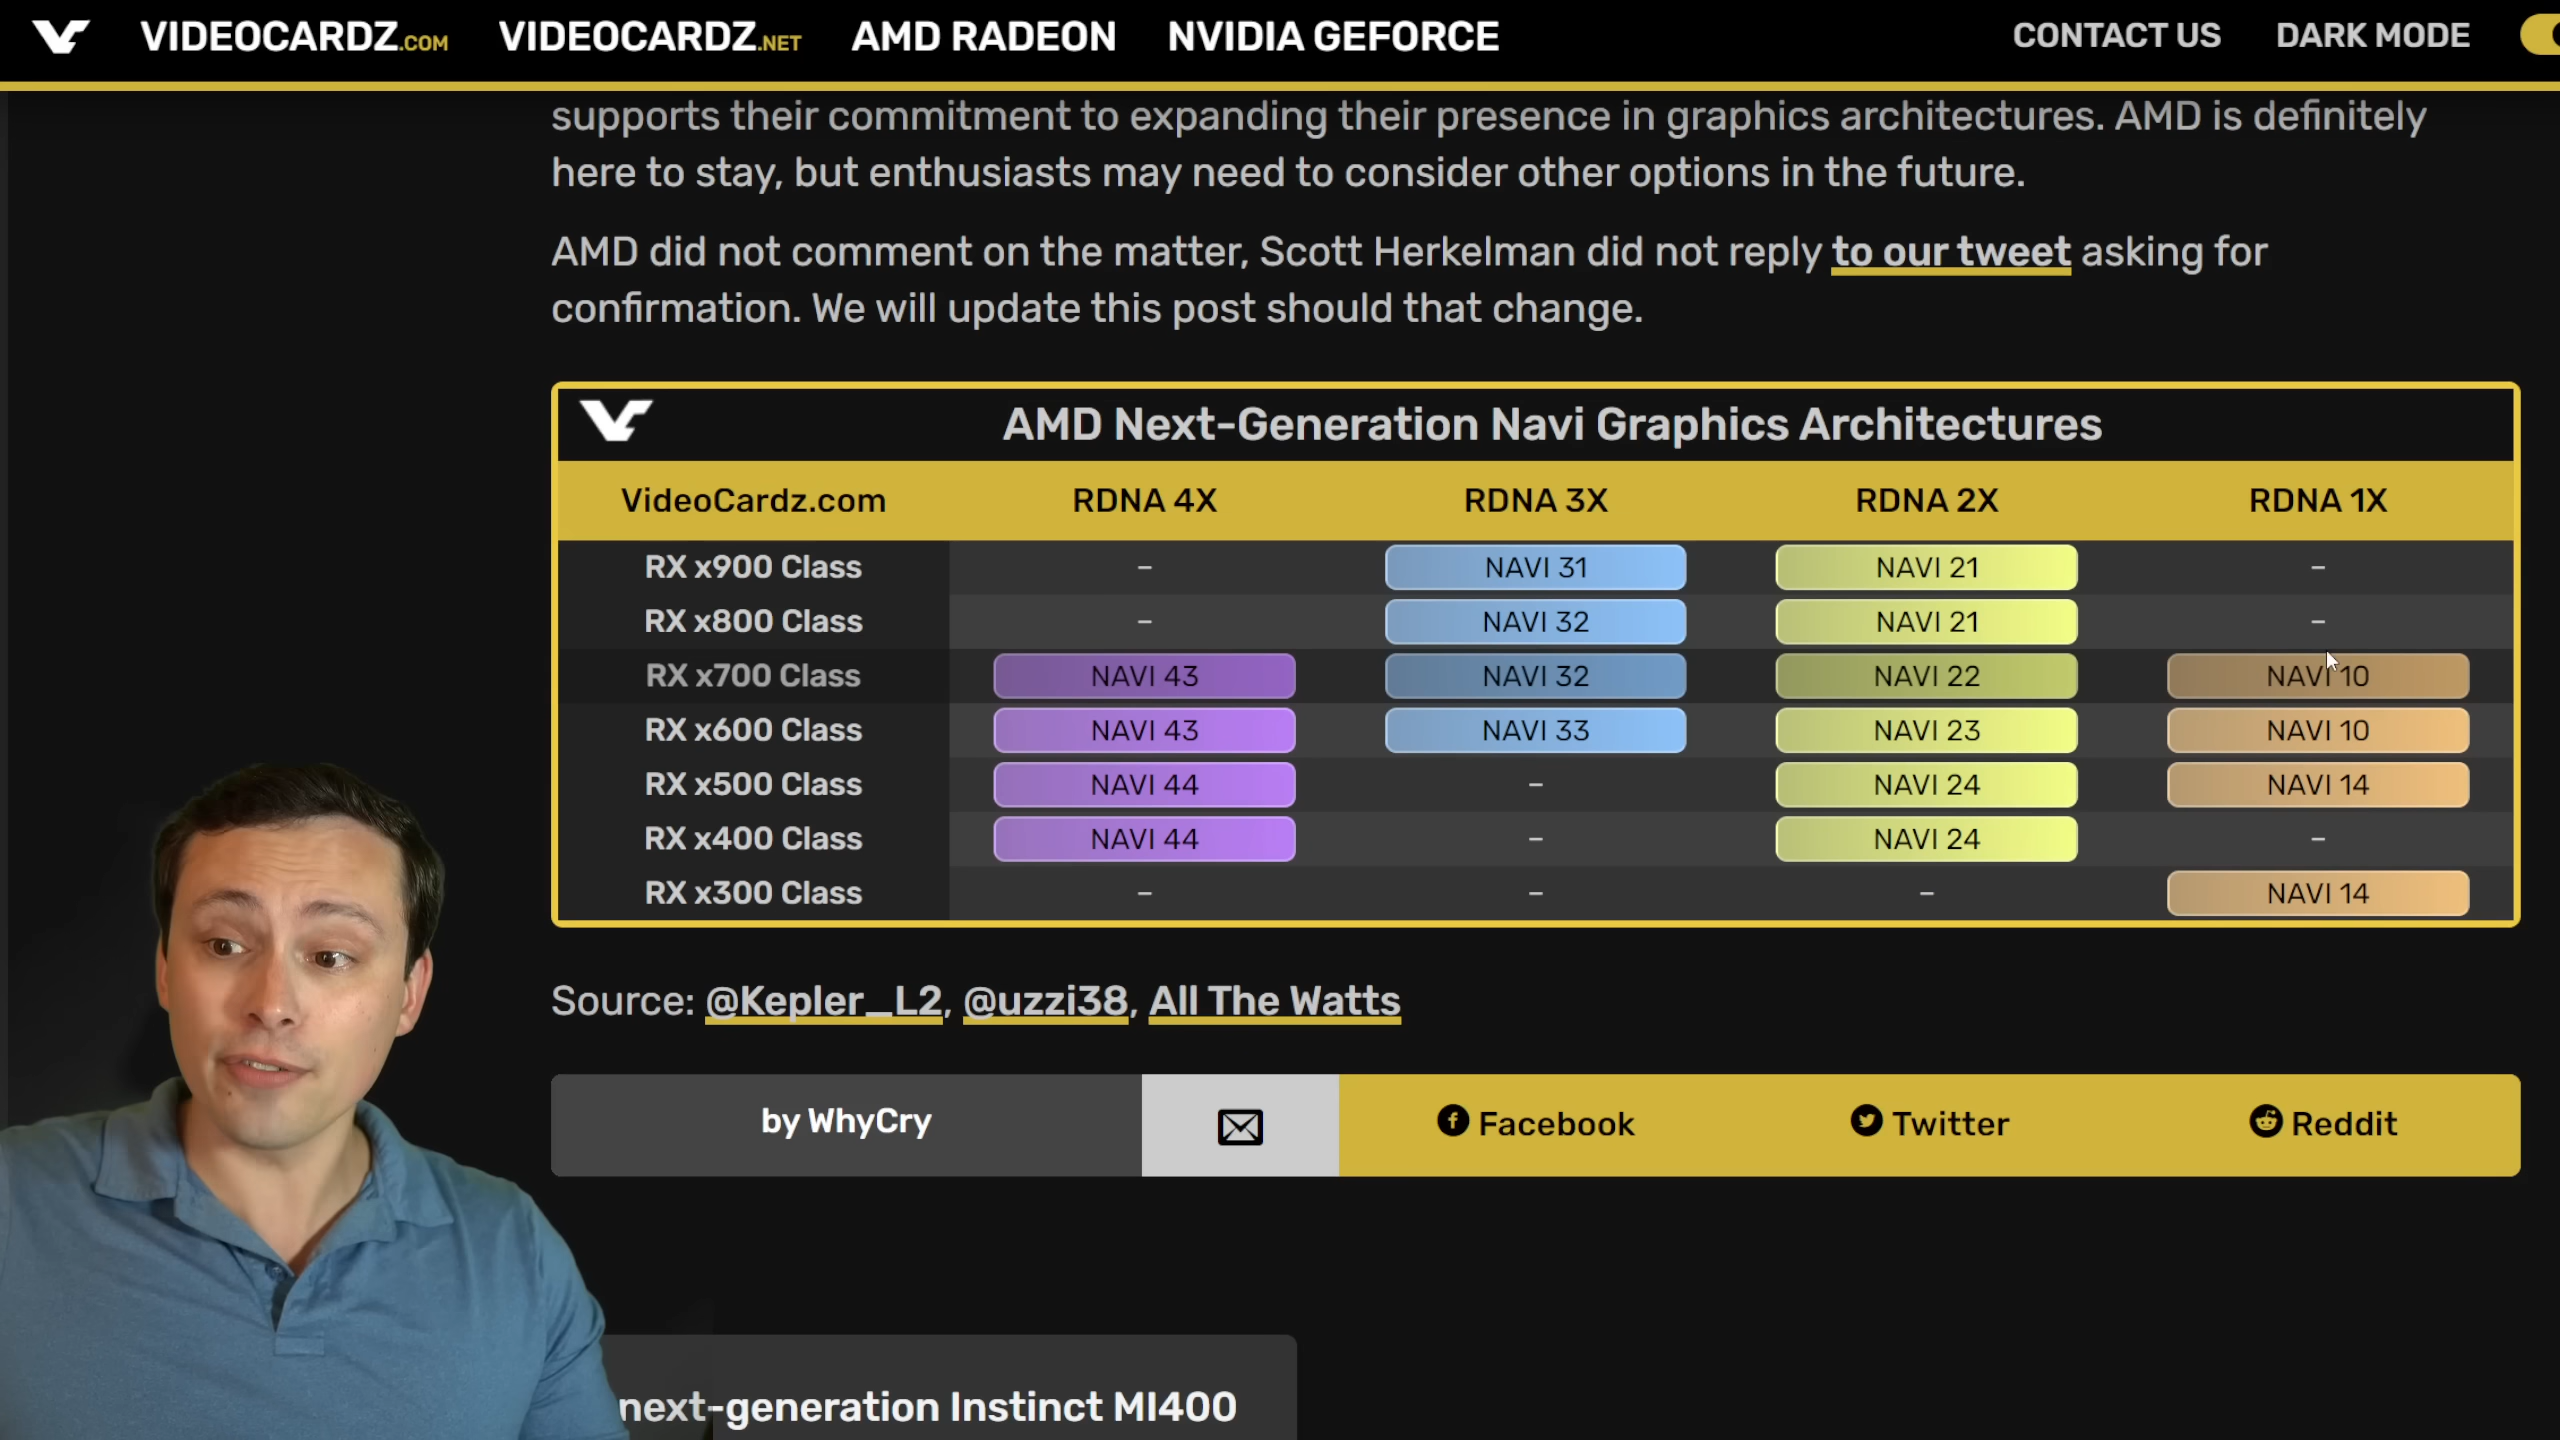 VIDEOCARDZ.COM VIDEOCARDZ.NET AMD RADEON NVIDIA GEFORCE CONTACT US DARK MODE
supports their commitment to expanding their presence in graphics architectures. AMD is definitely
here to stay, but enthusiasts may need to consider other options in the future.
AMD did not comment on the matter, Scott Herkelman did not reply to our tweet asking for
confirmation. We will update this post should that change.
AMD Next-Generation Navi Graphics Architectures
VideoCardz.com RDNA 4X RDNA 3X RDNA 2X RDNA 1X
RX x900 Class – NAVI 31 NAVI 21 –
RX x800 Class – NAVI 32 NAVI 21 –
RX x700 Class NAVI 43 NAVI 32 NAVI 22 NAVI 10
RX x600 Class NAVI 43 NAVI 33 NAVI 23 NAVI 10
RX x500 Class NAVI 44 – NAVI 24 NAVI 14
RX x400 Class NAVI 44 – NAVI 24 –
RX x300 Class – – – NAVI 14
Source: @Kepler_L2, @uzzi38, All The Watts
by WhyCry Facebook Twitter Reddit
next-generation Instinct MI400